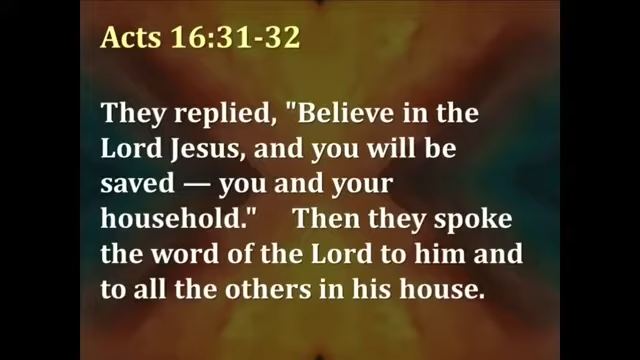 Acts 16:31-32
They replied, "Believe in the
Lord Jesus, and you will be
saved — you and your
household."    Then they spoke
the word of the Lord to him and
to all the others in his house.